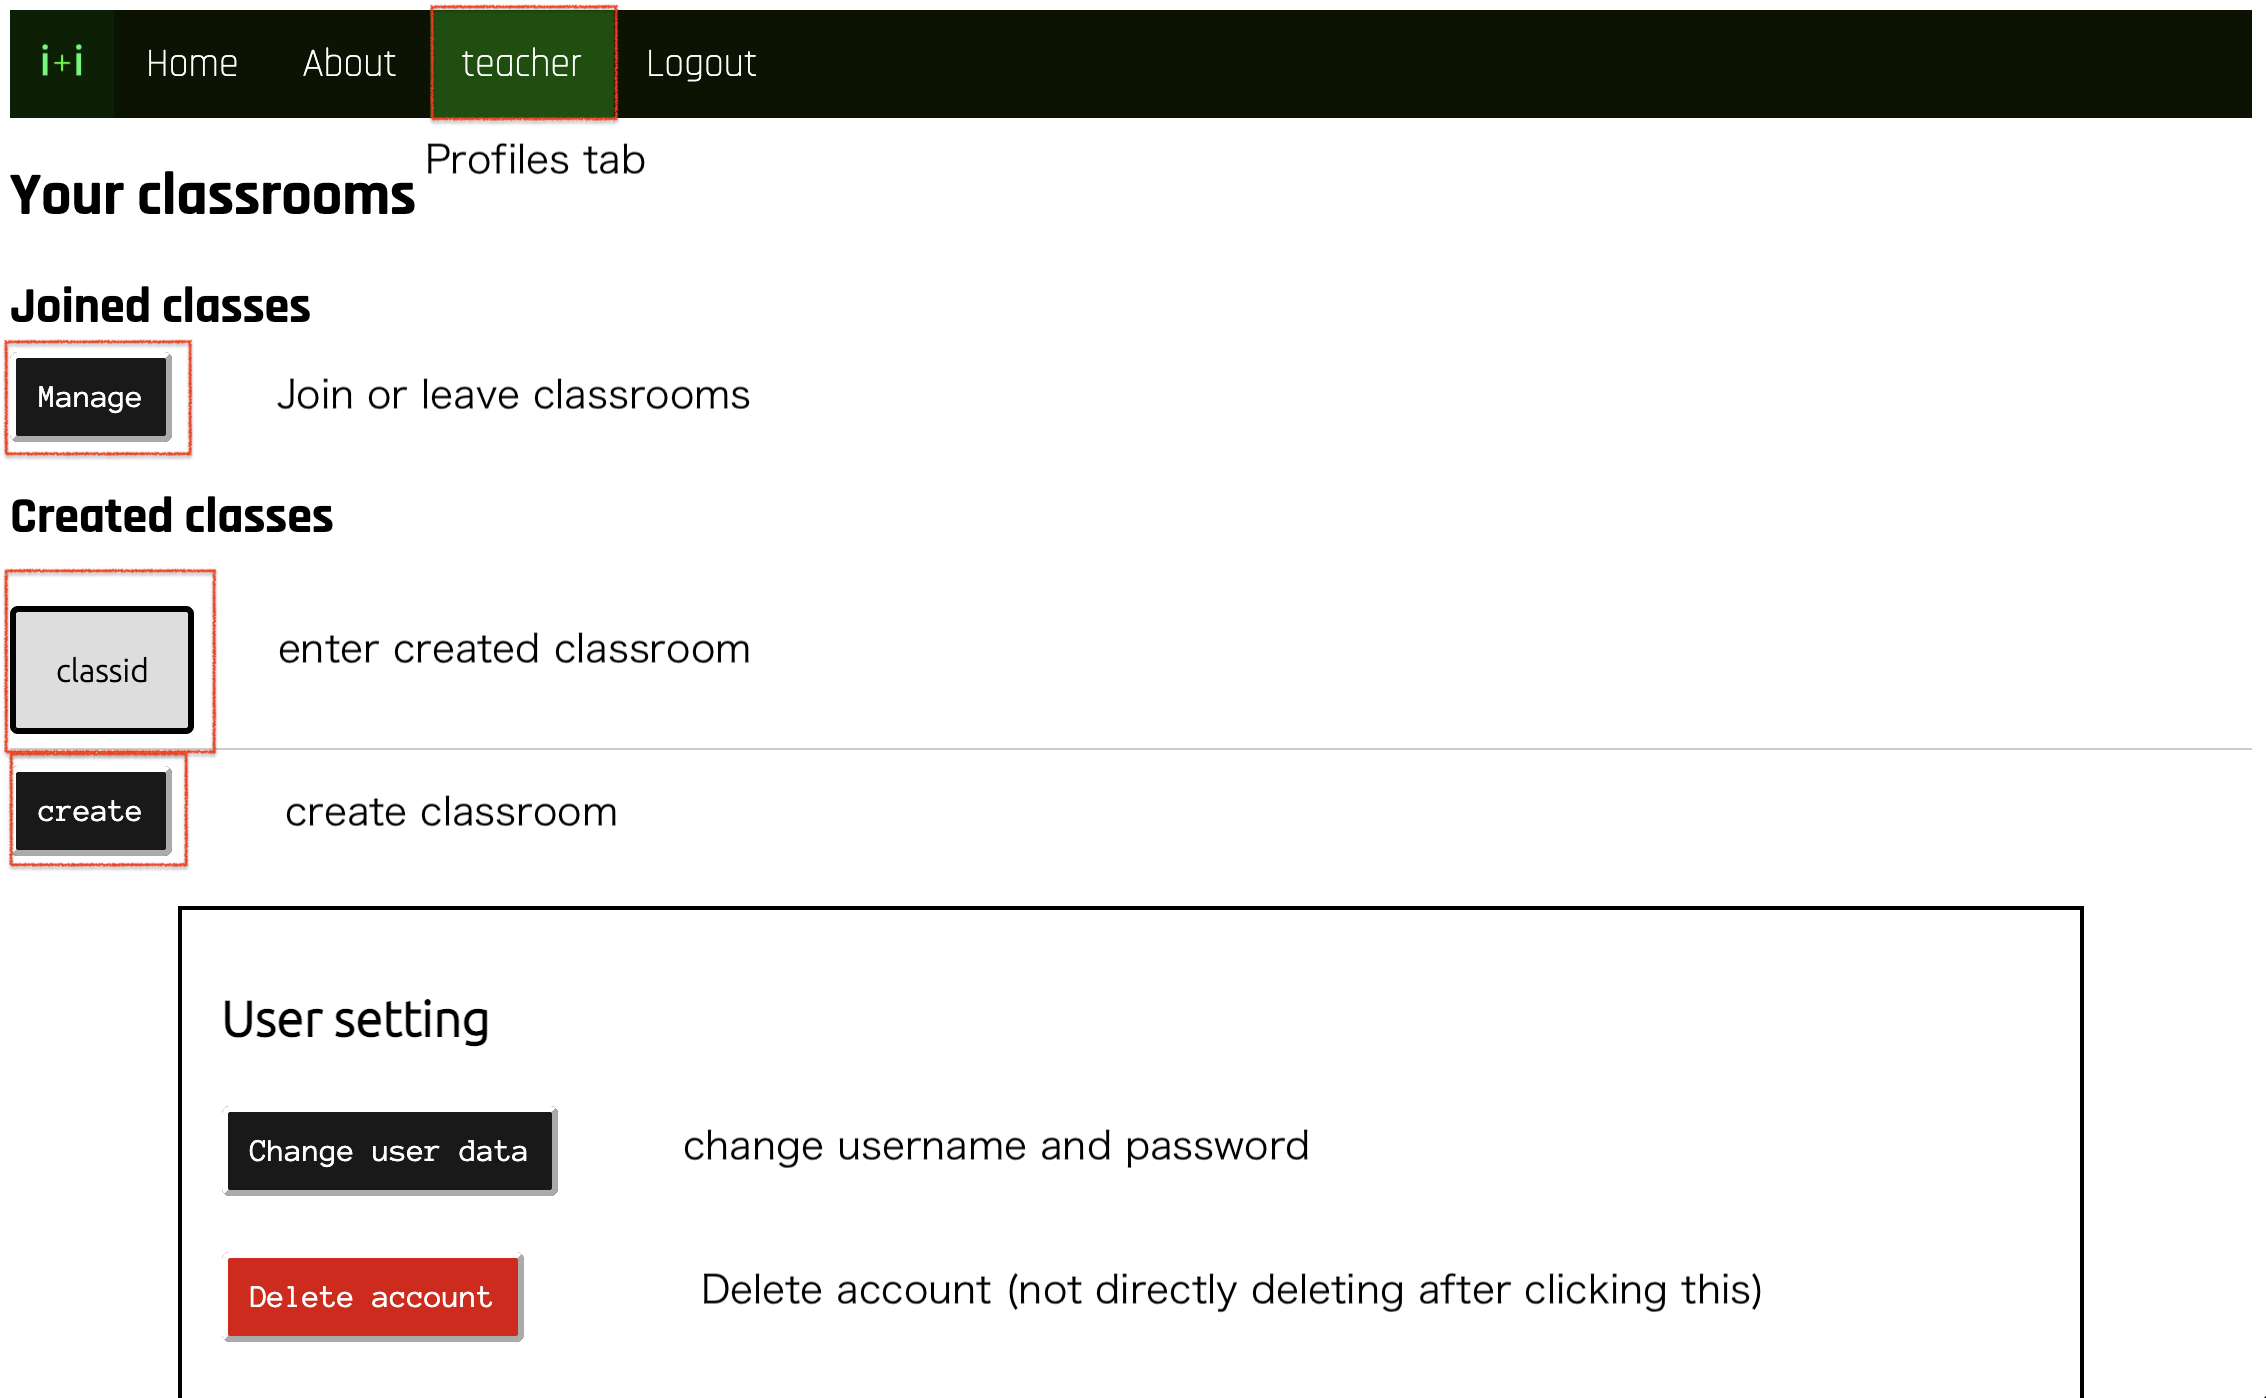 i+i Home About teacher Logout
Profiles tab
Your classrooms
Joined classes
Manage Join or leave classrooms
Created classes
classid enter created classroom
create create classroom
User setting
Change user data change username and password
Delete account Delete account (not directly deleting after clicking this)